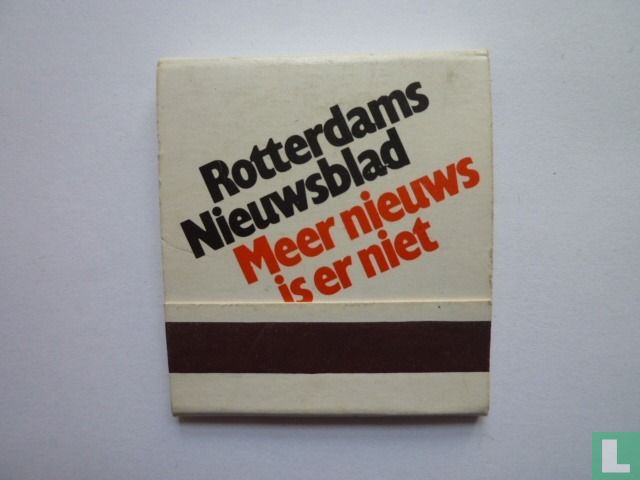 Rotterdams
Nieuwsblad
Meer nieuws
is er niet
L